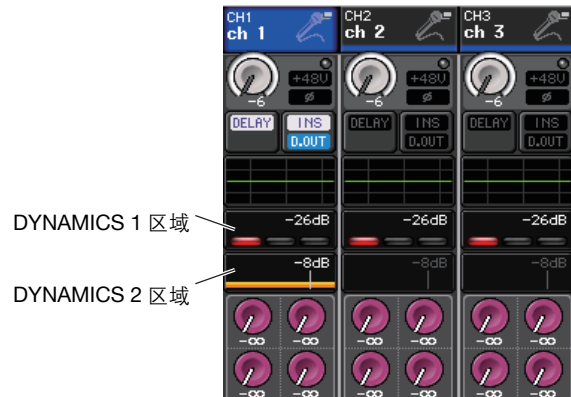 CH1 CH2 CH3
ch 1 ch 2 ch 3
+48V +48V +48V
-6 ø -6 ø -6 ø
DELAY INS DELAY INS DELAY INS
D.OUT D.OUT D.OUT
DYNAMICS 1 区域 -26dB -26dB -26dB
DYNAMICS 2 区域 -8dB -8dB -8dB
-∞ -∞ -∞ -∞ -∞ -∞
-∞ -∞ -∞ -∞ -∞ -∞